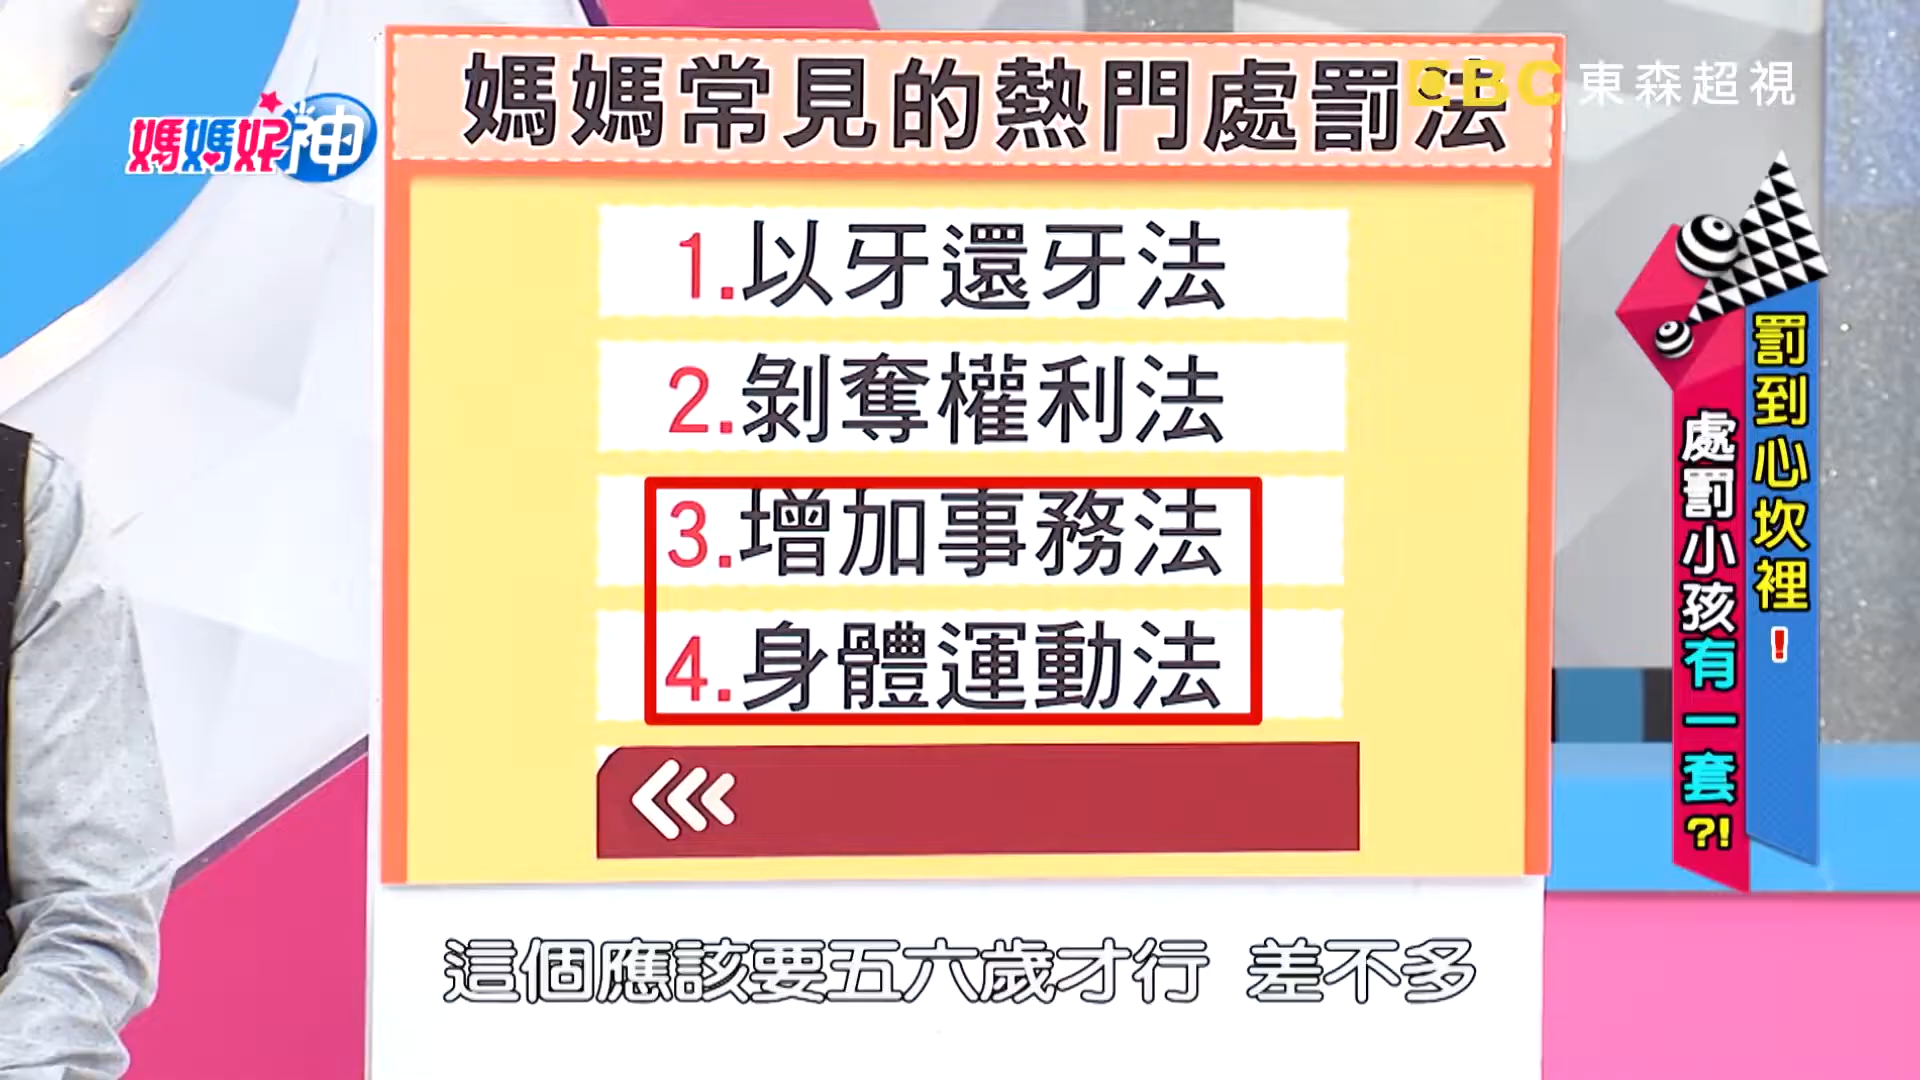 媽媽好神
媽媽常見的熱門處罰法
EBC 東森超視
1.以牙還牙法
2.剝奪權利法
3.增加事務法
4.身體運動法
罰到心坎裡!
處罰小孩有一套?!
這個應該要五六歲才行 差不多